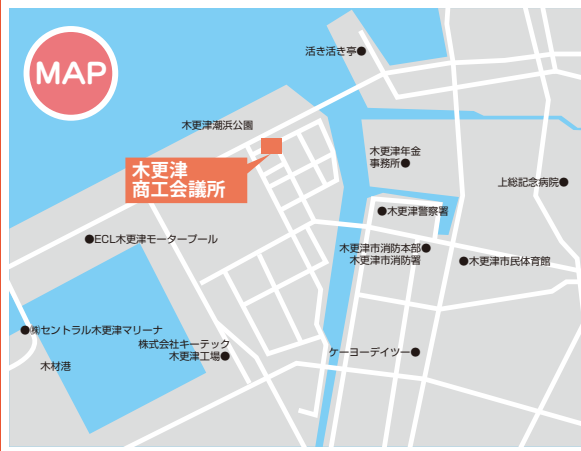 MAP
活き活き亭
木更津潮浜公園
木更津年金
事務所
木更津
商工会議所
上総記念病院
木更津警察署
ECL木更津モータープール
木更津市消防本部
木更津市消防署
木更津市民体育館
㈱セントラル木更津マリーナ
株式会社キーテック
木更津工場
ケーヨーデイツー
木材港